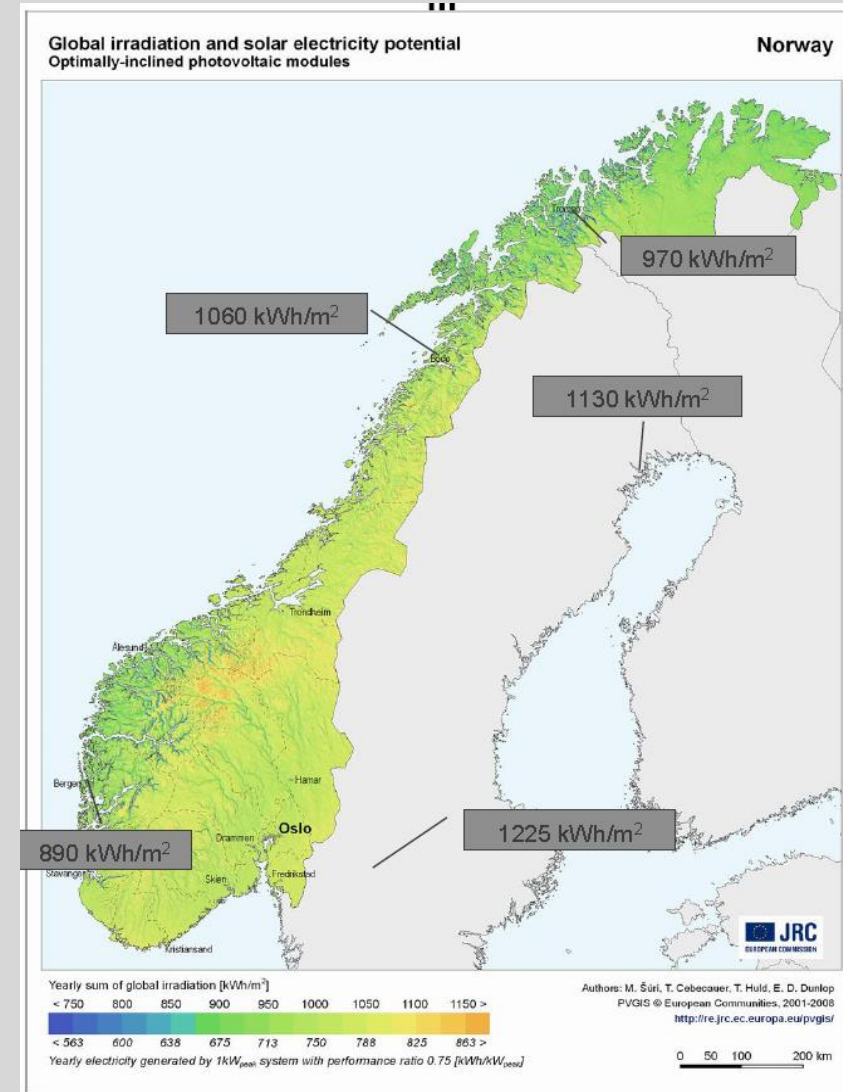 Global irradiation and solar electricity potential
Optimally-inclined photovoltaic modules
Norway
Tromsø
970 kWh/m²
1060 kWh/m²
Bodø
1130 kWh/m²
Trondheim
Ålesund
Bergen
Hamar
Oslo
1225 kWh/m²
Drammen
890 kWh/m²
Stavanger
Skien
Fredrikstad
Kristiansand
JRC
EUROPEAN COMMISSION
Yearly sum of global irradiation [kWh/m²]
< 750 800 850 900 950 1000 1050 1100 1150 >
< 563 600 638 675 713 750 788 825 863 >
Yearly electricity generated by 1kWpeak system with performance ratio 0.75 [kWh/kWpeak]
Authors: M. Šúri, T. Cebecauer, T. Huld, E. D. Dunlop
PVGIS © European Communities, 2001-2008
http://re.jrc.ec.europa.eu/pvgis/
0 50 100 200 km